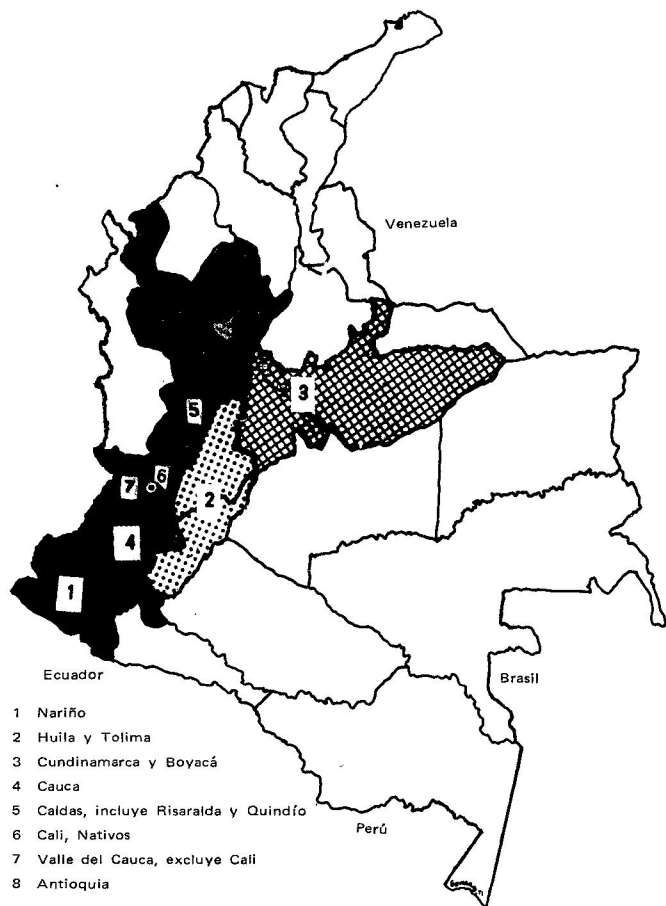 Venezuela
3
5
6
7
2
4
1
Ecuador
Brasil
1 Nariño
2 Huila y Tolima
3 Cundinamarca y Boyacá
4 Cauca
5 Caldas, incluye Risaralda y Quindío
6 Cali, Nativos
7 Valle del Cauca, excluye Cali
8 Antioquia
Perú